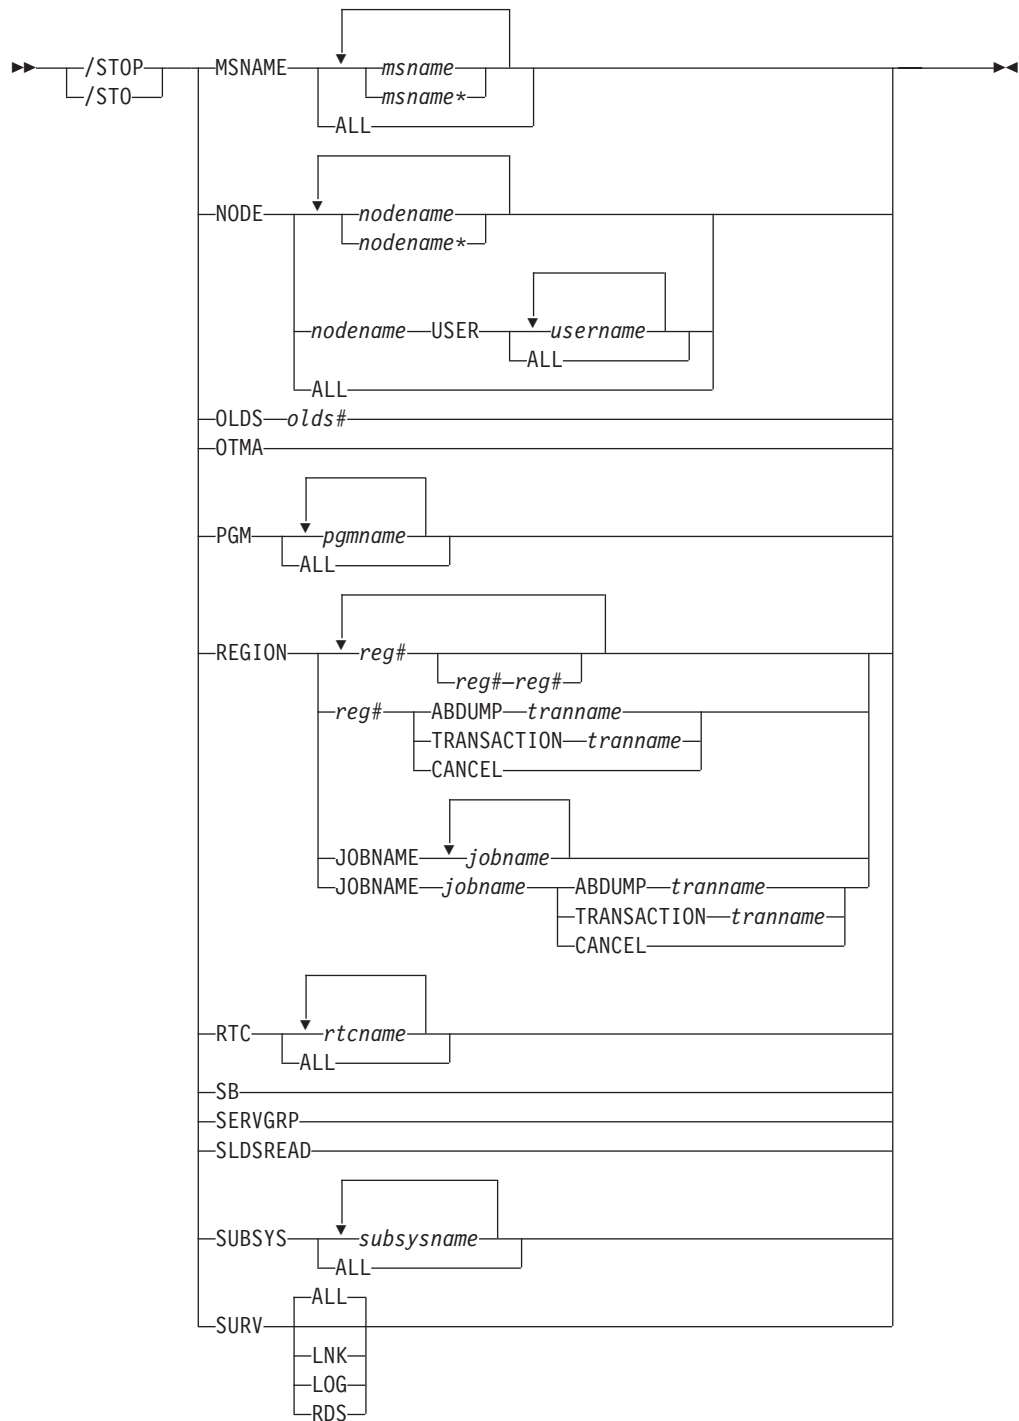 /STOP MSNAME msname
/STO msname*
ALL
NODE nodename
nodename*
nodename USER username
ALL
ALL
OLDS olds#
OTMA
PGM pgmname
ALL
REGION reg#
reg#–reg#
reg# ABDUMP tranname
TRANSACTION tranname
CANCEL
JOBNAME jobname
JOBNAME jobname ABDUMP tranname
TRANSACTION tranname
CANCEL
RTC rtcname
ALL
SB
SERVGRP
SLDSREAD
SUBSYS subsysname
ALL
ALL
SURV
LNK
LOG
RDS